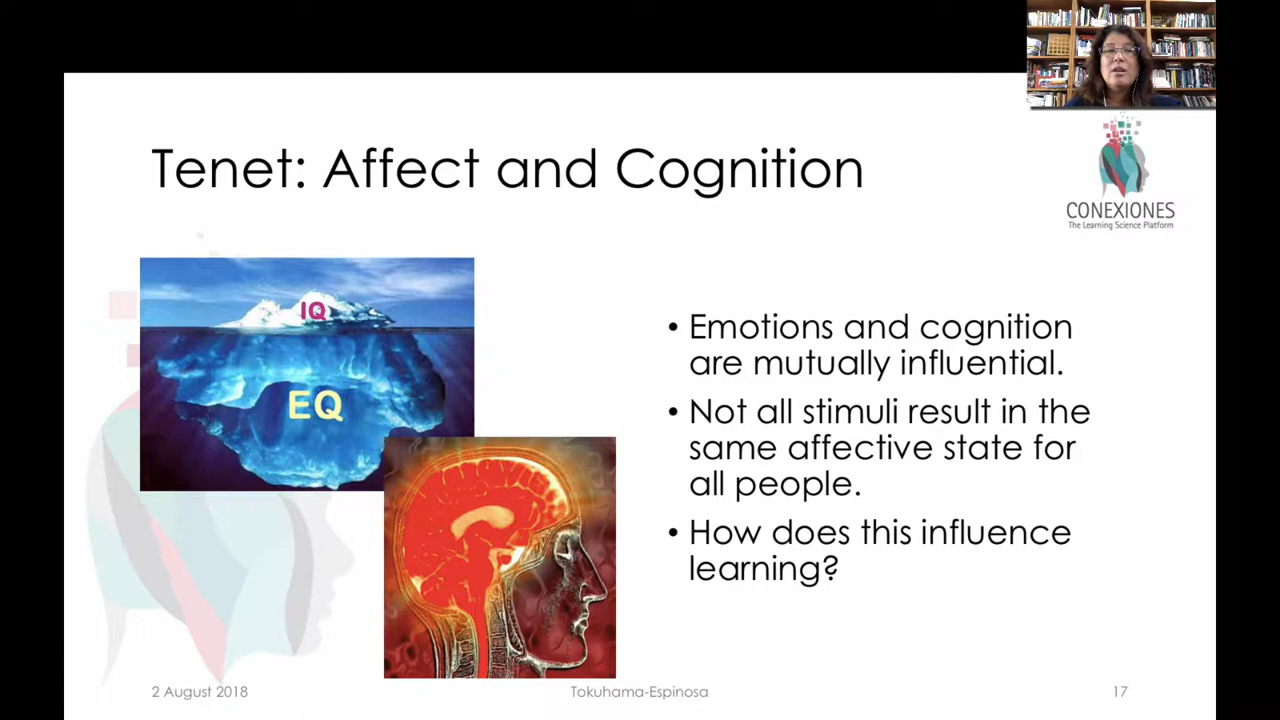 Tenet: Affect and Cognition
CONEXIONES
The Learning Science Platform
IQ
EQ
• Emotions and cognition
are mutually influential.
• Not all stimuli result in the
same affective state for
all people.
• How does this influence
learning?
2 August 2018
Tokuhama-Espinosa
17